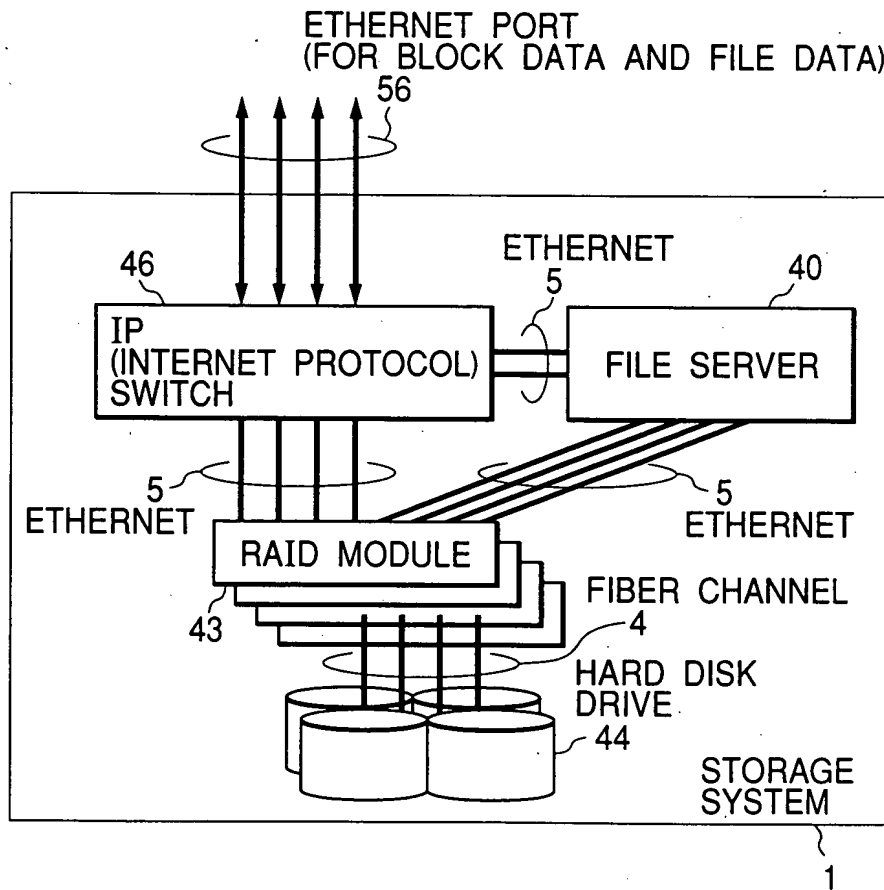 ETHERNET PORT
(FOR BLOCK DATA AND FILE DATA)
56
ETHERNET
46
5
40
IP
(INTERNET PROTOCOL)
SWITCH
FILE SERVER
5
ETHERNET
5
ETHERNET
RAID MODULE
43
FIBER CHANNEL
4
HARD DISK
DRIVE
44
STORAGE
SYSTEM
1